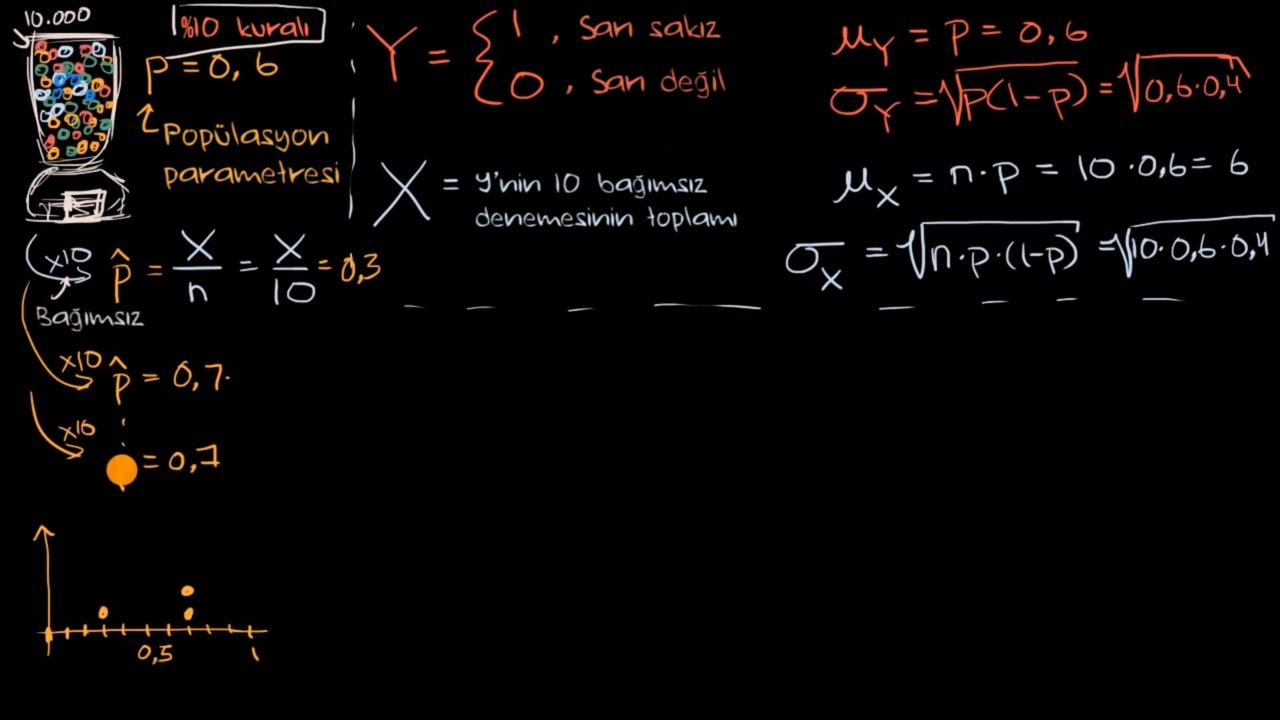 10.000
%10 kuralı
p = 0,6
Popülasyon
parametresi
Y = { 1 , sarı sakız
0 , sarı değil
μY = p = 0,6
σY = √p(1-p) = √0,6·0,4
X = y'nin 10 bağımsız
denemesinin toplamı
μX = n·p = 10·0,6 = 6
σX = √n·p·(1-p) = √10·0,6·0,4
x10 p̂ = X/n = X/10 = 0,3
Bağımsız
x10 p̂ = 0,7
x10 = 0,7
0,5 1